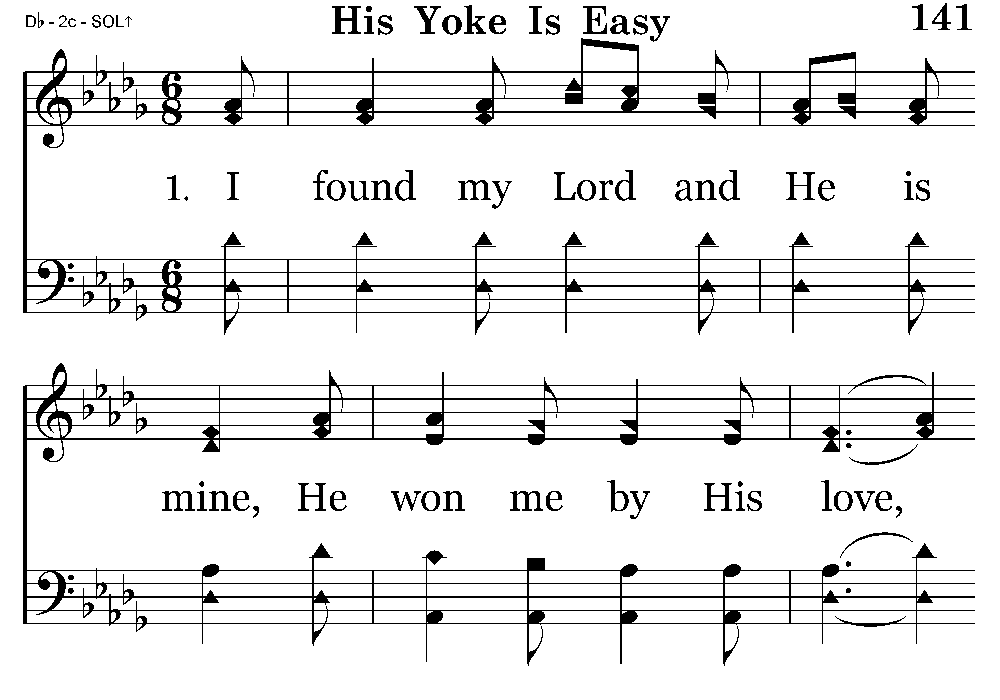 D♭ - 2c - SOL↑
His Yoke Is Easy
141
1. I found my Lord and He is
mine, He won me by His love,